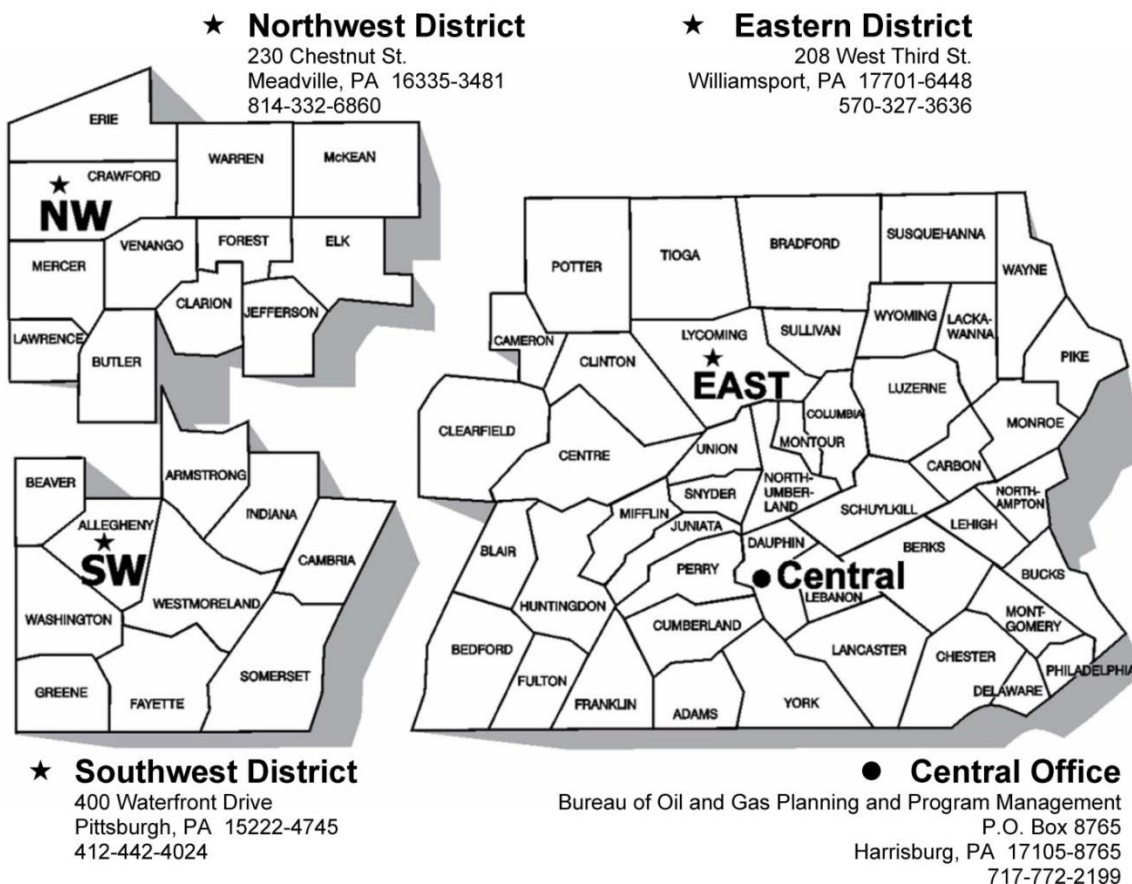 ★ Northwest District
230 Chestnut St.
Meadville, PA 16335-3481
814-332-6860
★ Eastern District
208 West Third St.
Williamsport, PA 17701-6448
570-327-3636
ERIE
WARREN
McKEAN
CRAWFORD
★
NW
VENANGO
FOREST
ELK
MERCER
CLARION
JEFFERSON
LAWRENCE
BUTLER
ARMSTRONG
BEAVER
INDIANA
ALLEGHENY
★
SW
CAMBRIA
WESTMORELAND
WASHINGTON
SOMERSET
GREENE
FAYETTE
POTTER
TIOGA
BRADFORD
SUSQUEHANNA
WAYNE
CAMERON
CLINTON
LYCOMING
★
EAST
SULLIVAN
WYOMING
LACKA-
WANNA
PIKE
LUZERNE
COLUMBIA
MONROE
CLEARFIELD
CENTRE
UNION
MONTOUR
CARBON
SNYDER
NORTH-
UMBER-
LAND
NORTH-
AMPTON
MIFFLIN
JUNIATA
SCHUYLKILL
LEHIGH
BLAIR
DAUPHIN
BERKS
PERRY
● Central
LEBANON
BUCKS
HUNTINGDON
CUMBERLAND
MONT-
GOMERY
BEDFORD
LANCASTER
CHESTER
PHILADELPHIA
FULTON
FRANKLIN
ADAMS
YORK
DELAWARE
★ Southwest District
400 Waterfront Drive
Pittsburgh, PA 15222-4745
412-442-4024
● Central Office
Bureau of Oil and Gas Planning and Program Management
P.O. Box 8765
Harrisburg, PA 17105-8765
717-772-2199